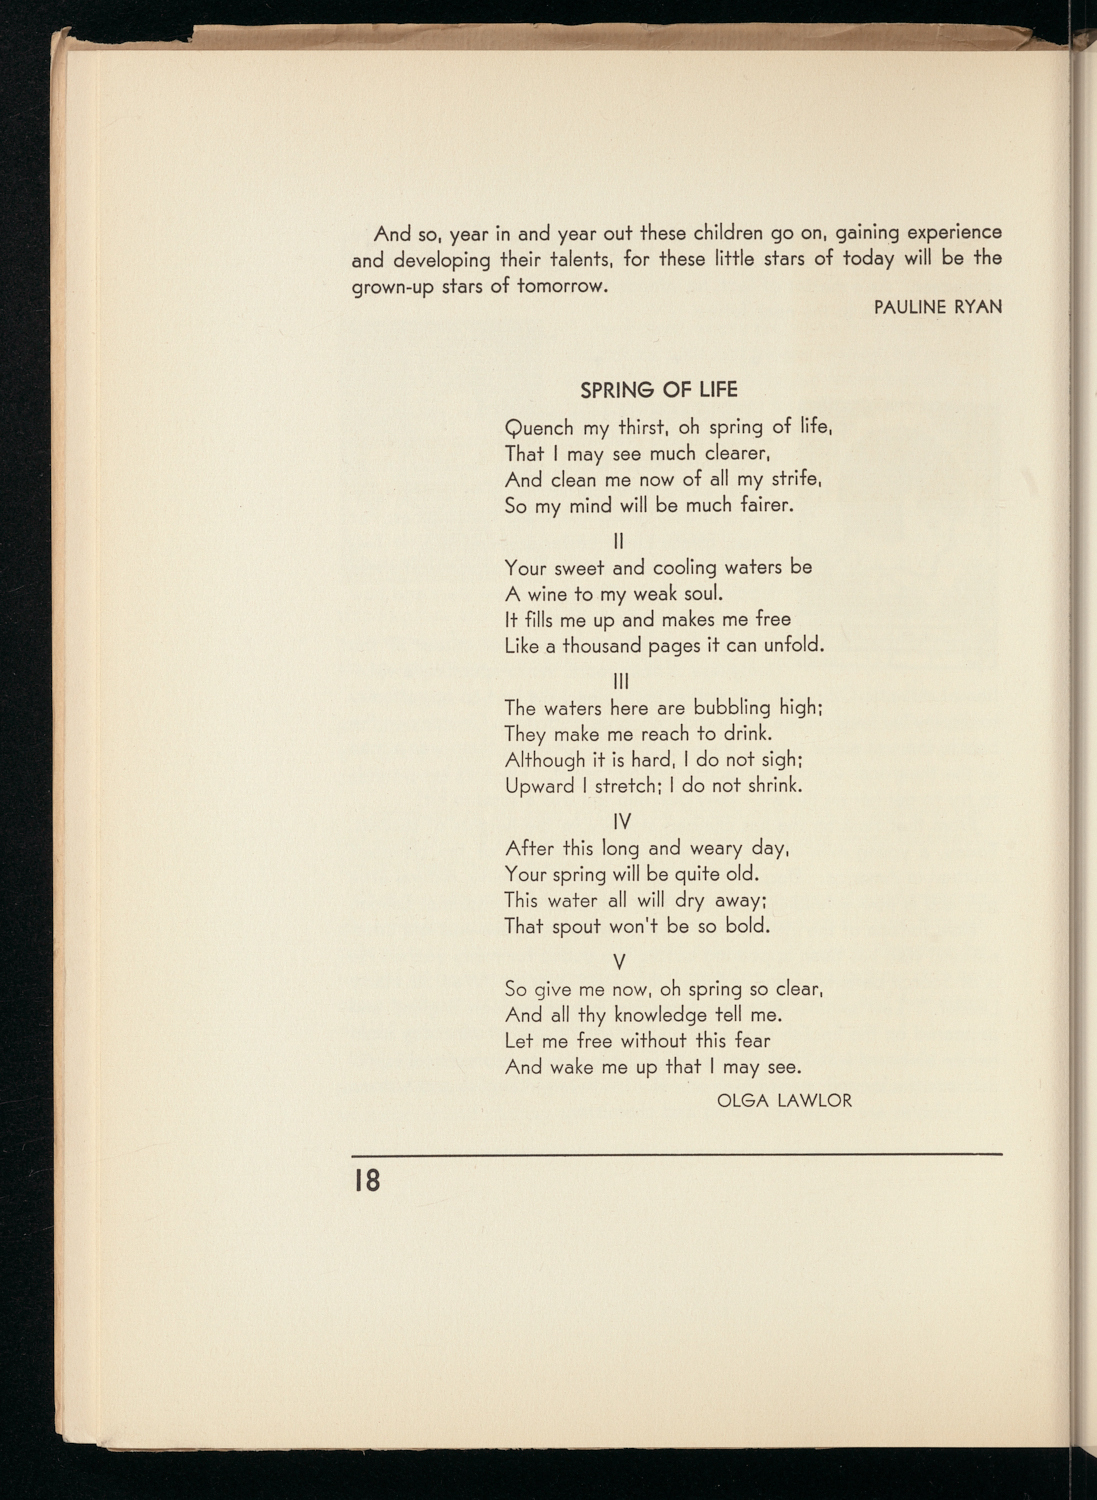 And so, year in and year out these children go on, gaining experience
and developing their talents, for these little stars of today will be the
grown-up stars of tomorrow.
PAULINE RYAN
SPRING OF LIFE
Quench my thirst, oh spring of life,
That I may see much clearer,
And clean me now of all my strife,
So my mind will be much fairer.
II
Your sweet and cooling waters be
A wine to my weak soul.
It fills me up and makes me free
Like a thousand pages it can unfold.
III
The waters here are bubbling high;
They make me reach to drink.
Although it is hard, I do not sigh;
Upward I stretch; I do not shrink.
IV
After this long and weary day,
Your spring will be quite old.
This water all will dry away;
That spout won't be so bold.
V
So give me now, oh spring so clear,
And all thy knowledge tell me.
Let me free without this fear
And wake me up that I may see.
OLGA LAWLOR
18